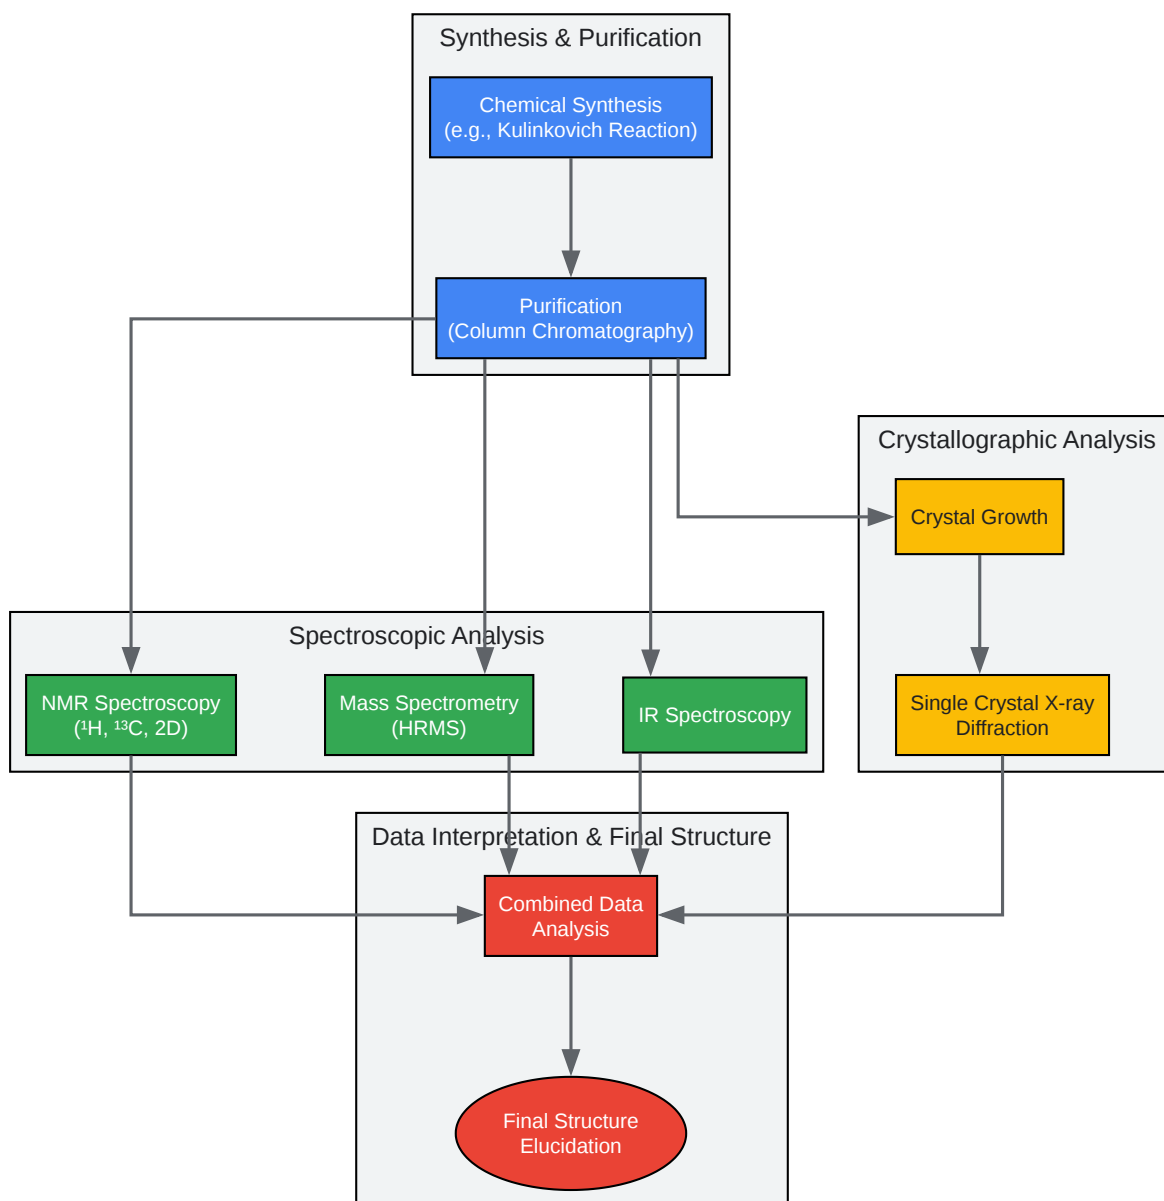 Synthesis & Purification
Chemical Synthesis
(e.g., Kulinkovich Reaction)
Purification
(Column Chromatography)
Crystallographic Analysis
Crystal Growth
Spectroscopic Analysis
NMR Spectroscopy
(¹H, ¹³C, 2D)
Mass Spectrometry
(HRMS)
IR Spectroscopy
Single Crystal X-ray
Diffraction
Data Interpretation & Final Structure
Combined Data
Analysis
Final Structure
Elucidation